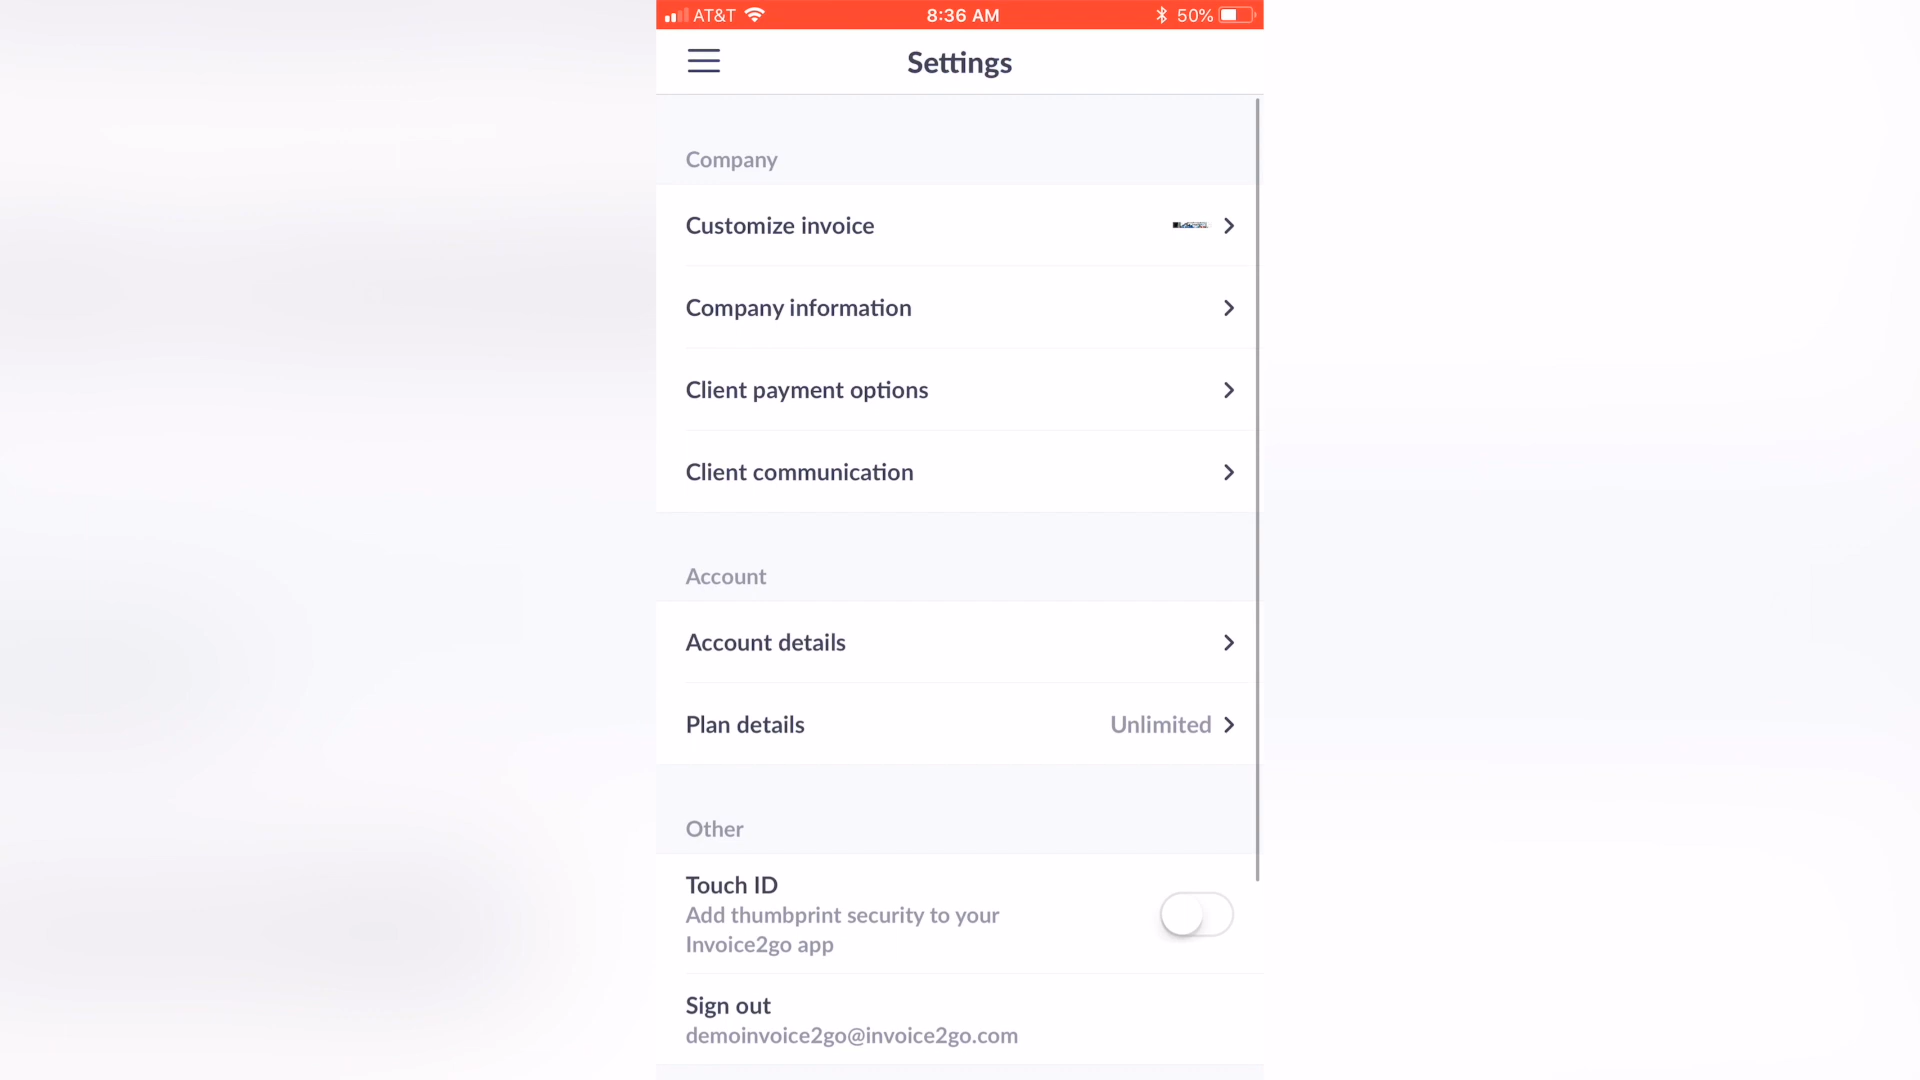 AT&T 8:36 AM 50%
Settings
Company
Customize invoice
Company information
Client payment options
Client communication
Account
Account details
Plan details Unlimited
Other
Touch ID
Add thumbprint security to your
Invoice2go app
Sign out
demoinvoice2go@invoice2go.com